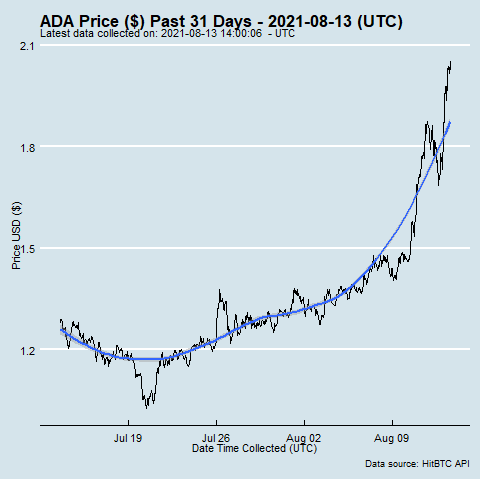 ADA Price ($) Past 31 Days - 2021-08-13 (UTC)
Latest data collected on: 2021-08-13 14:00:06 - UTC
2.1
1.8
1.5
1.2
Price USD ($)
Jul 19 Jul 26 Aug 02 Aug 09
Date Time Collected (UTC)
Data source: HitBTC API